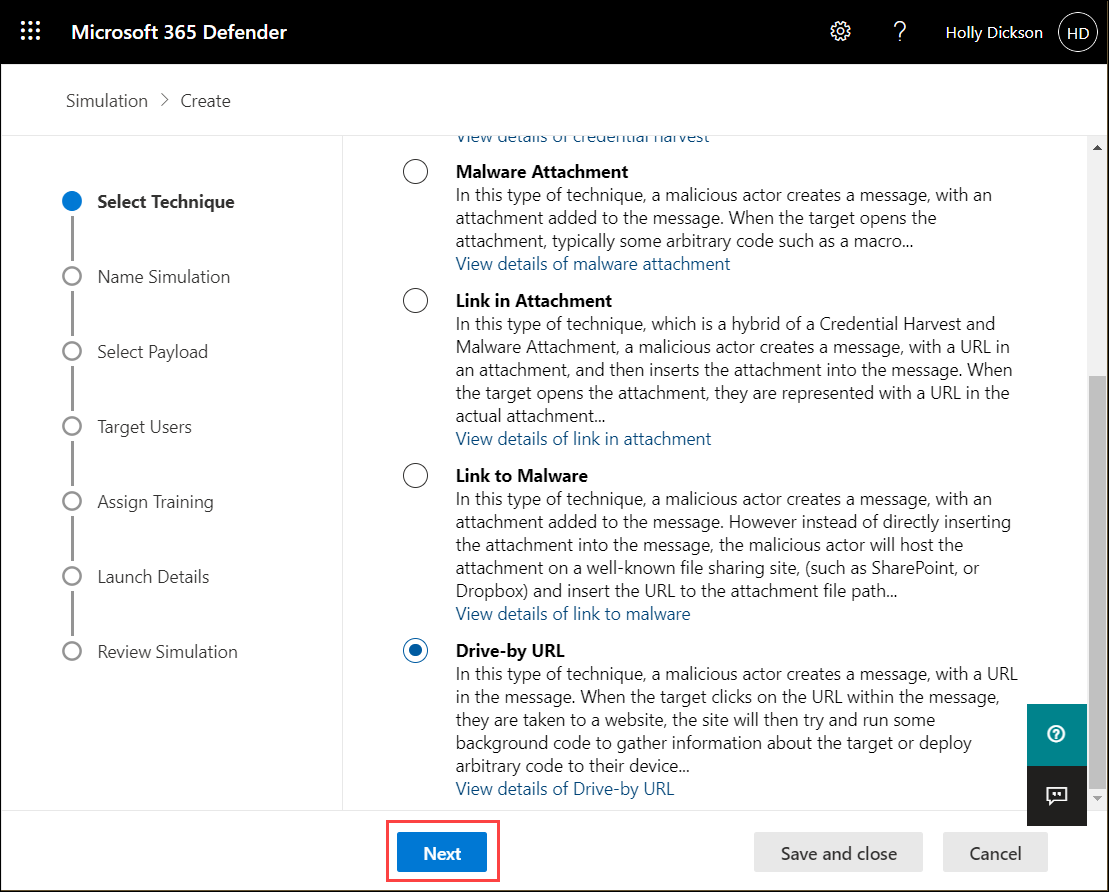 Microsoft 365 Defender
Holly Dickson
HD
Simulation > Create
Select Technique
Name Simulation
Select Payload
Target Users
Assign Training
Launch Details
Review Simulation
View details of credential harvest
Malware Attachment
In this type of technique, a malicious actor creates a message, with an
attachment added to the message. When the target opens the
attachment, typically some arbitrary code such as a macro...
View details of malware attachment
Link in Attachment
In this type of technique, which is a hybrid of a Credential Harvest and
Malware Attachment, a malicious actor creates a message, with a URL in
an attachment, and then inserts the attachment into the message. When
the target opens the attachment, they are represented with a URL in the
actual attachment...
View details of link in attachment
Link to Malware
In this type of technique, a malicious actor creates a message, with an
attachment added to the message. However instead of directly inserting
the attachment into the message, the malicious actor will host the
attachment on a well-known file sharing site, (such as SharePoint, or
Dropbox) and insert the URL to the attachment file path...
View details of link to malware
Drive-by URL
In this type of technique, a malicious actor creates a message, with a URL
in the message. When the target clicks on the URL within the message,
they are taken to a website, the site will then try and run some
background code to gather information about the target or deploy
arbitrary code to their device...
View details of Drive-by URL
Next
Save and close
Cancel